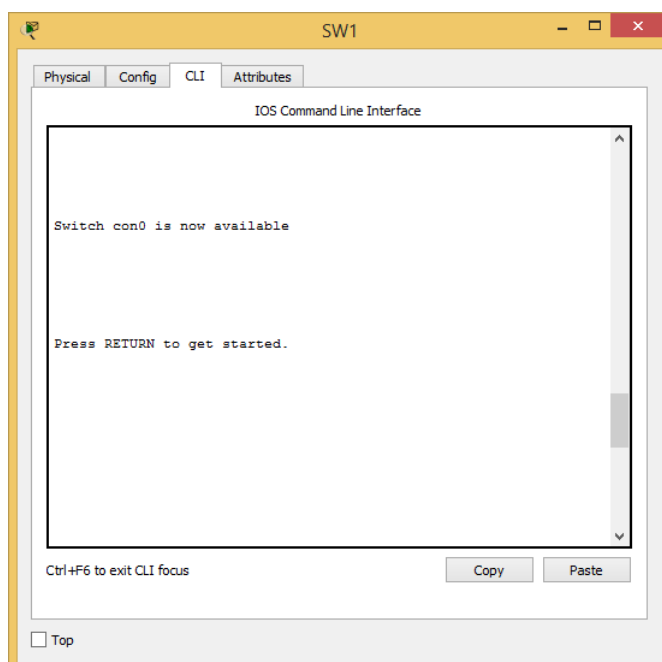 SW1
Physical Config CLI Attributes
IOS Command Line Interface
Switch con0 is now available
Press RETURN to get started.
Ctrl+F6 to exit CLI focus
Copy Paste
Top